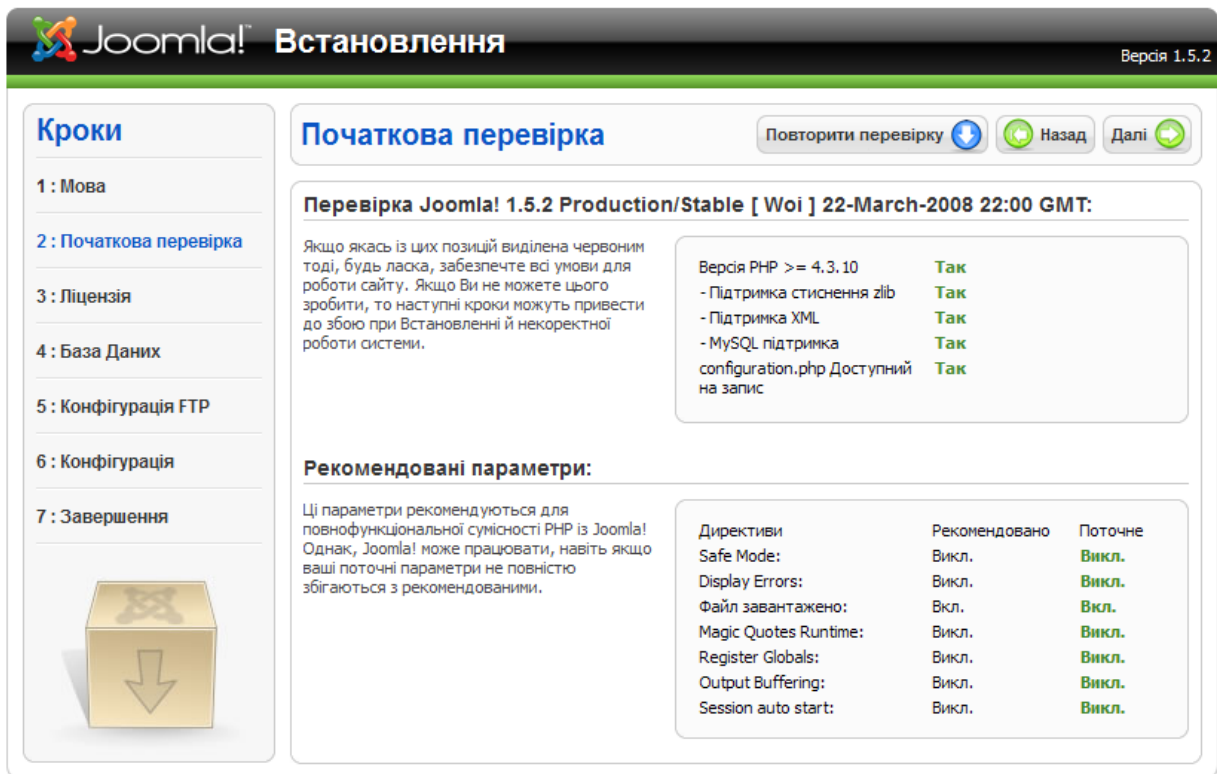 Joomla!™ Встановлення
Версія 1.5.2
Кроки
1 : Мова
2 : Початкова перевірка
3 : Ліцензія
4 : База Даних
5 : Конфігурація FTP
6 : Конфігурація
7 : Завершення
Початкова перевірка
Повторити перевірку
Назад
Далі
Перевірка Joomla! 1.5.2 Production/Stable [ Woi ] 22-March-2008 22:00 GMT:
Якщо якась із цих позицій виділена червоним
тоді, будь ласка, забезпечте всі умови для
роботи сайту. Якщо Ви не можете цього
зробити, то наступні кроки можуть привести
до збою при Встановленні й некоректної
роботи системи.
Версія PHP >= 4.3.10 Так
- Підтримка стиснення zlib Так
- Підтримка XML Так
- MySQL підтримка Так
configuration.php Доступний Так
на запис
Рекомендовані параметри:
Ці параметри рекомендуються для
повнофункціональної сумісності PHP із Joomla!
Однак, Joomla! може працювати, навіть якщо
ваші поточні параметри не повністю
збігаються з рекомендованими.
Директиви Рекомендовано Поточне
Safe Mode: Викл. Викл.
Display Errors: Викл. Викл.
Файл завантажено: Вкл. Вкл.
Magic Quotes Runtime: Викл. Викл.
Register Globals: Викл. Викл.
Output Buffering: Викл. Викл.
Session auto start: Викл. Викл.